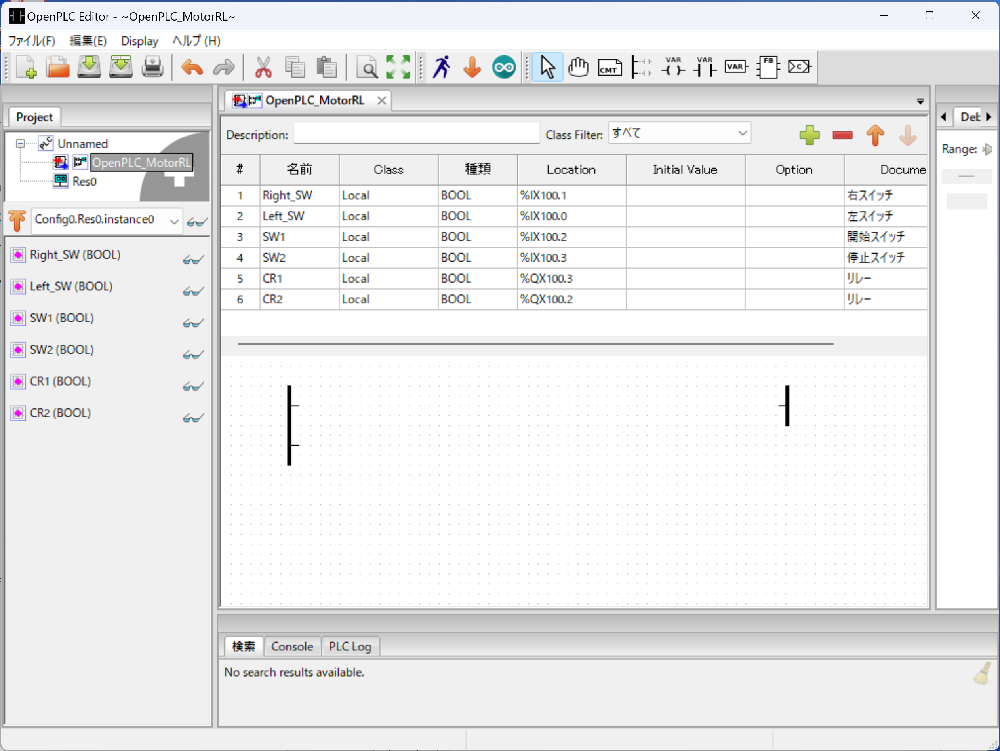 OpenPLC Editor - ~OpenPLC_MotorRL~
ファイル(F) 編集(E) Display ヘルプ (H)
CMT VAR VAR VAR FB C
Project
PLC Unnamed
OpenPLC_MotorRL
Res0
Config0.Res0.instance0
Right_SW (BOOL)
Left_SW (BOOL)
SW1 (BOOL)
SW2 (BOOL)
CR1 (BOOL)
CR2 (BOOL)
OpenPLC_MotorRL
Description: Class Filter: すべて
# 名前 Class 種類 Location Initial Value Option Docume
1 Right_SW Local BOOL %IX100.1 右スイッチ
2 Left_SW Local BOOL %IX100.0 左スイッチ
3 SW1 Local BOOL %IX100.2 開始スイッチ
4 SW2 Local BOOL %IX100.3 停止スイッチ
5 CR1 Local BOOL %QX100.3 リレー
6 CR2 Local BOOL %QX100.2 リレー
Deb
Range:
検索 Console PLC Log
No search results available.